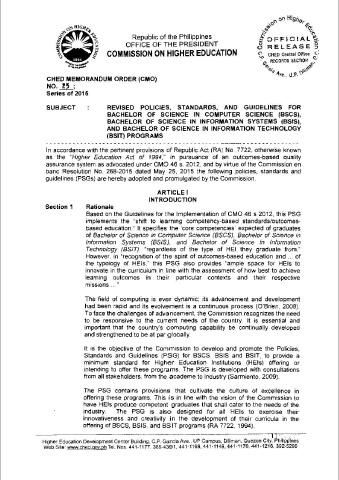 Republic of the Philippines
OFFICE OF THE PRESIDENT
COMMISSION ON HIGHER EDUCATION
Commission on Higher Education
OFFICIAL
RELEASE
CHED Central Office
RECORDS SECTION
C.P. Garcia Ave., U.P. Diliman, Q.C.
CHED MEMORANDUM ORDER (CMO)
NO. 25 ;
Series of 2015
SUBJECT : REVISED POLICIES, STANDARDS, AND GUIDELINES FOR
BACHELOR OF SCIENCE IN COMPUTER SCIENCE (BSCS),
BACHELOR OF SCIENCE IN INFORMATION SYSTEMS (BSIS),
AND BACHELOR OF SCIENCE IN INFORMATION TECHNOLOGY
(BSIT) PROGRAMS
In accordance with the pertinent provisions of Republic Act (RA) No. 7722, otherwise known
as the "Higher Education Act of 1994," in pursuance of an outcomes-based quality
assurance system as advocated under CMO 46 s. 2012, and by virtue of the Commission en
banc Resolution No. 268-2015 dated May 25, 2015 the following policies, standards and
guidelines (PSGs) are hereby adopted and promulgated by the Commission.
ARTICLE I
INTRODUCTION
Section 1 Rationale
Based on the Guidelines for the Implementation of CMO 46 s 2012, this PSG
implements the "shift to learning competency-based standards/outcomes-
based education." It specifies the 'core competencies' expected of graduates
of Bachelor of Science in Computer Science (BSCS), Bachelor of Science in
Information Systems (BSIS), and Bachelor of Science in Information
Technology (BSIT) "regardless of the type of HEI they graduate from."
However, in "recognition of the spirit of outcomes-based education and ... of
the typology of HEIs," this PSG also provides "ample space for HEIs to
innovate in the curriculum in line with the assessment of how best to achieve
learning outcomes in their particular contexts and their respective
missions ..."
The field of computing is ever dynamic; its advancement and development
had been rapid and its evolvement is a continuous process (O'Brien, 2008).
To face the challenges of advancement, the Commission recognizes the need
to be responsive to the current needs of the country. It is essential and
important that the country's computing capability be continually developed
and strengthened to be at par globally.
It is the objective of the Commission to develop and promote the Policies,
Standards and Guidelines (PSG) for BSCS, BSIS and BSIT, to provide a
minimum standard for Higher Education Institutions (HEIs) offering or
intending to offer these programs. The PSG is developed with consultations
from all stakeholders, from the academe to industry (Sarmiento, 2009).
The PSG contains provisions that cultivate the culture of excellence in
offering these programs. This is in line with the vision of the Commission to
have HEIs produce competent graduates that shall cater to the needs of the
industry. The PSG is also designed for all HEIs to exercise their
innovativeness and creativity in the development of their curricula in the
offering of BSCS, BSIS, and BSIT programs (RA 7722, 1994).
Higher Education Development Center Building, C.P. Garcia Ave., UP Campus, Diliman, Quezon City, Philippines
Web Site: www.ched.gov.ph Tel. Nos. 441-1177, 385-4391, 441-1169, 441-1149, 441-1170, 441-1216, 392-5296